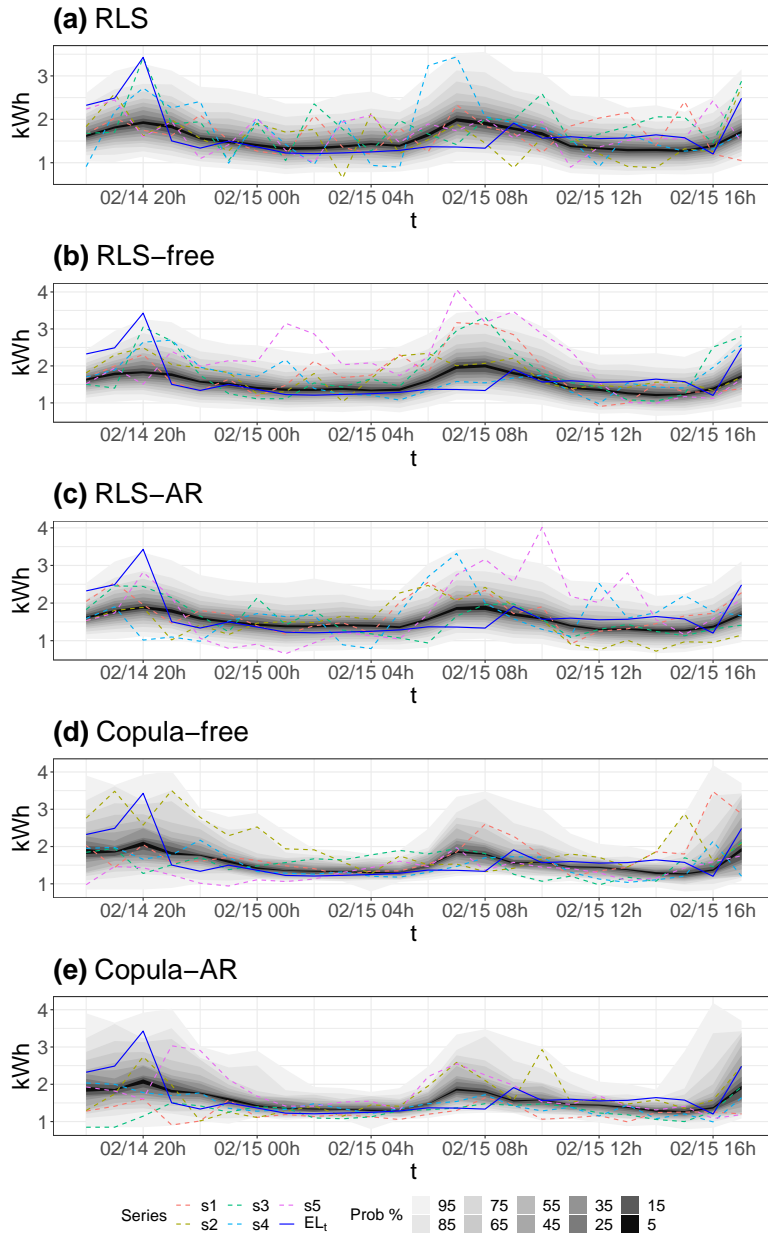 (a) RLS
kWh
3
2
1
02/14 20h 02/15 00h 02/15 04h 02/15 08h 02/15 12h 02/15 16h
t
(b) RLS−free
kWh
4
3
2
1
02/14 20h 02/15 00h 02/15 04h 02/15 08h 02/15 12h 02/15 16h
t
(c) RLS−AR
kWh
4
3
2
1
02/14 20h 02/15 00h 02/15 04h 02/15 08h 02/15 12h 02/15 16h
t
(d) Copula−free
kWh
4
3
2
1
02/14 20h 02/15 00h 02/15 04h 02/15 08h 02/15 12h 02/15 16h
t
(e) Copula−AR
kWh
4
3
2
1
02/14 20h 02/15 00h 02/15 04h 02/15 08h 02/15 12h 02/15 16h
t
Series s1 s3 s5 Prob % 95 75 55 35 15
s2 s4 ELt 85 65 45 25 5